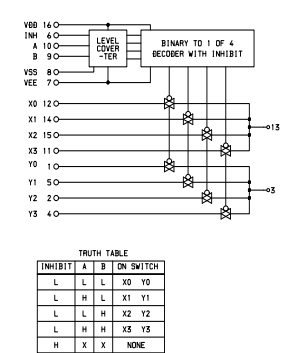 VDD 16
INH 6
A 10
B 9
VSS 8
VEE 7
LEVEL
COVER
-TER
BINARY TO 1 OF 4
DECODER WITH INHIBIT
X0 12
X1 14
X2 15
X3 11
13
Y0 1
Y1 5
Y2 2
Y3 4
3
TRUTH TABLE
INHIBIT A B ON SWITCH
L L L X0 Y0
L H L X1 Y1
L L H X2 Y2
L H H X3 Y3
H X X NONE